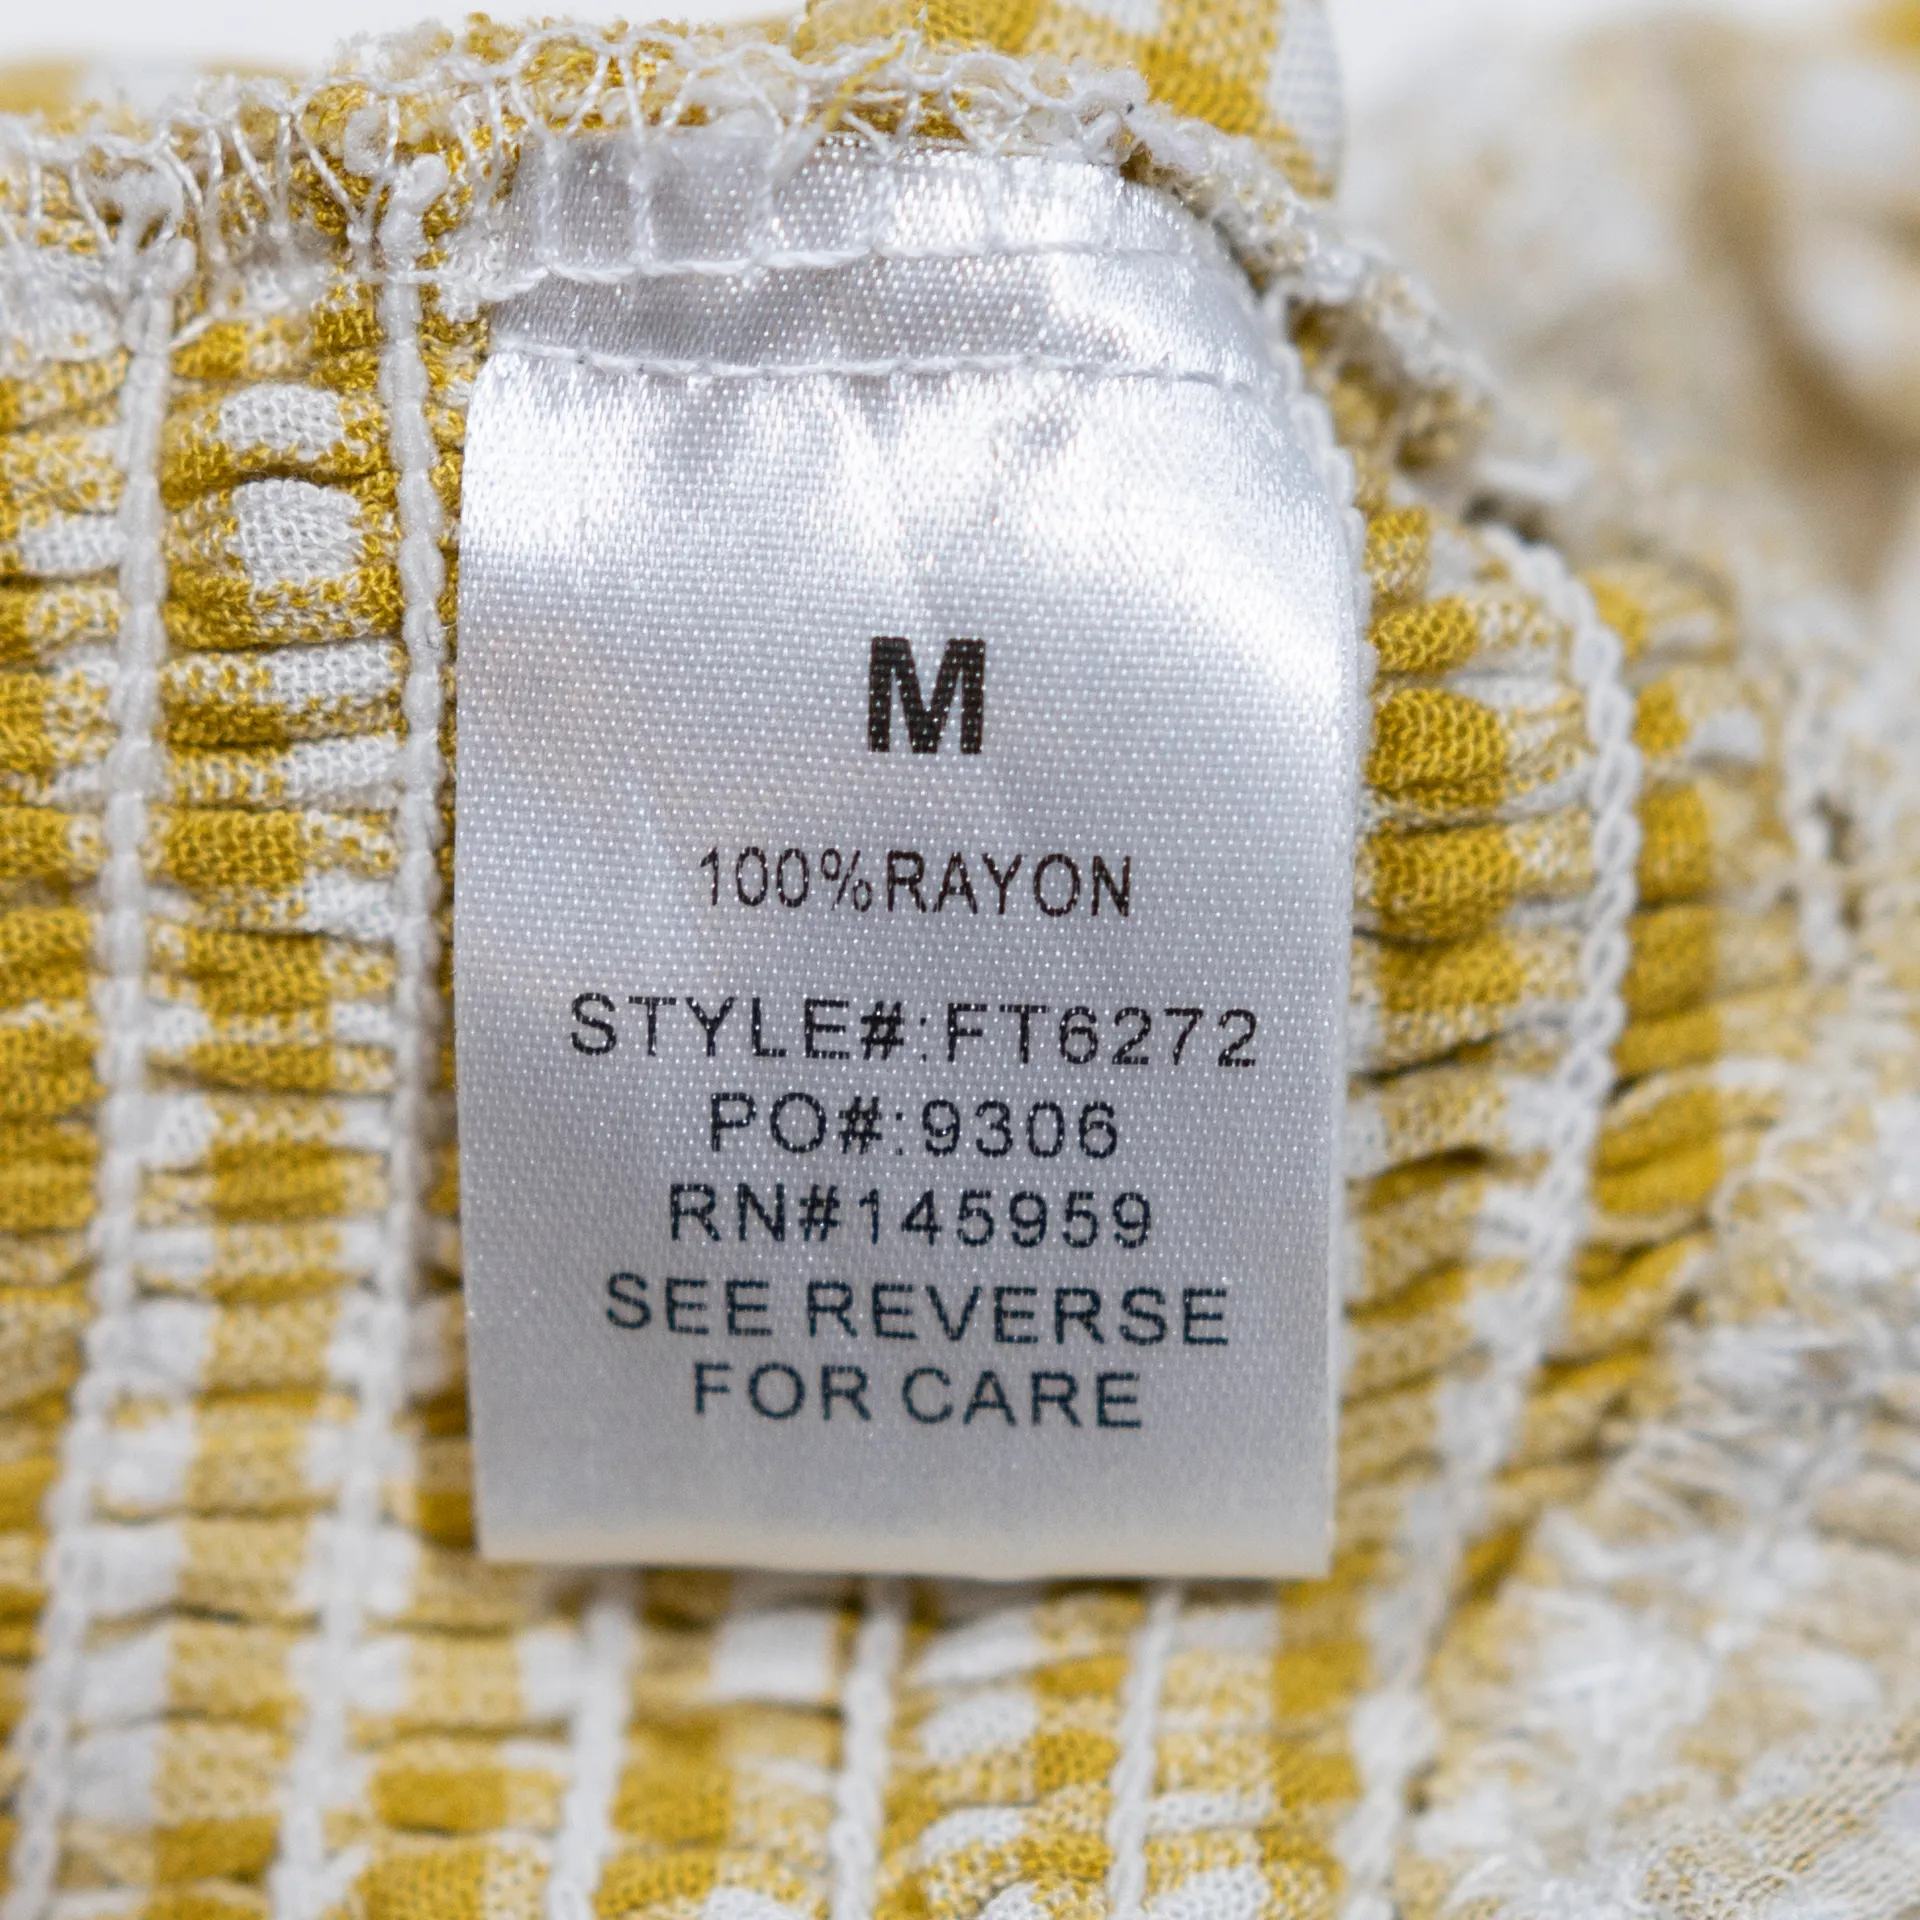 M
100%RAYON
STYLE#:FT6272
PO#:9306
RN#145959
SEE REVERSE
FOR CARE